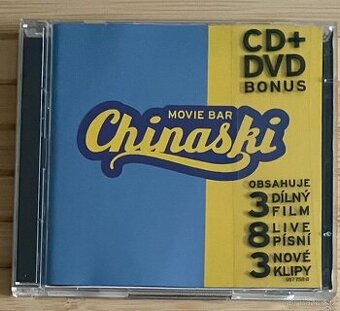 CD+
DVD
BONUS
MOVIE BAR
Chinaski
OBSAHUJE
3 DÍLNÝ
FILM
8 LIVE
PÍSNÍ
3 NOVÉ
KLIPY